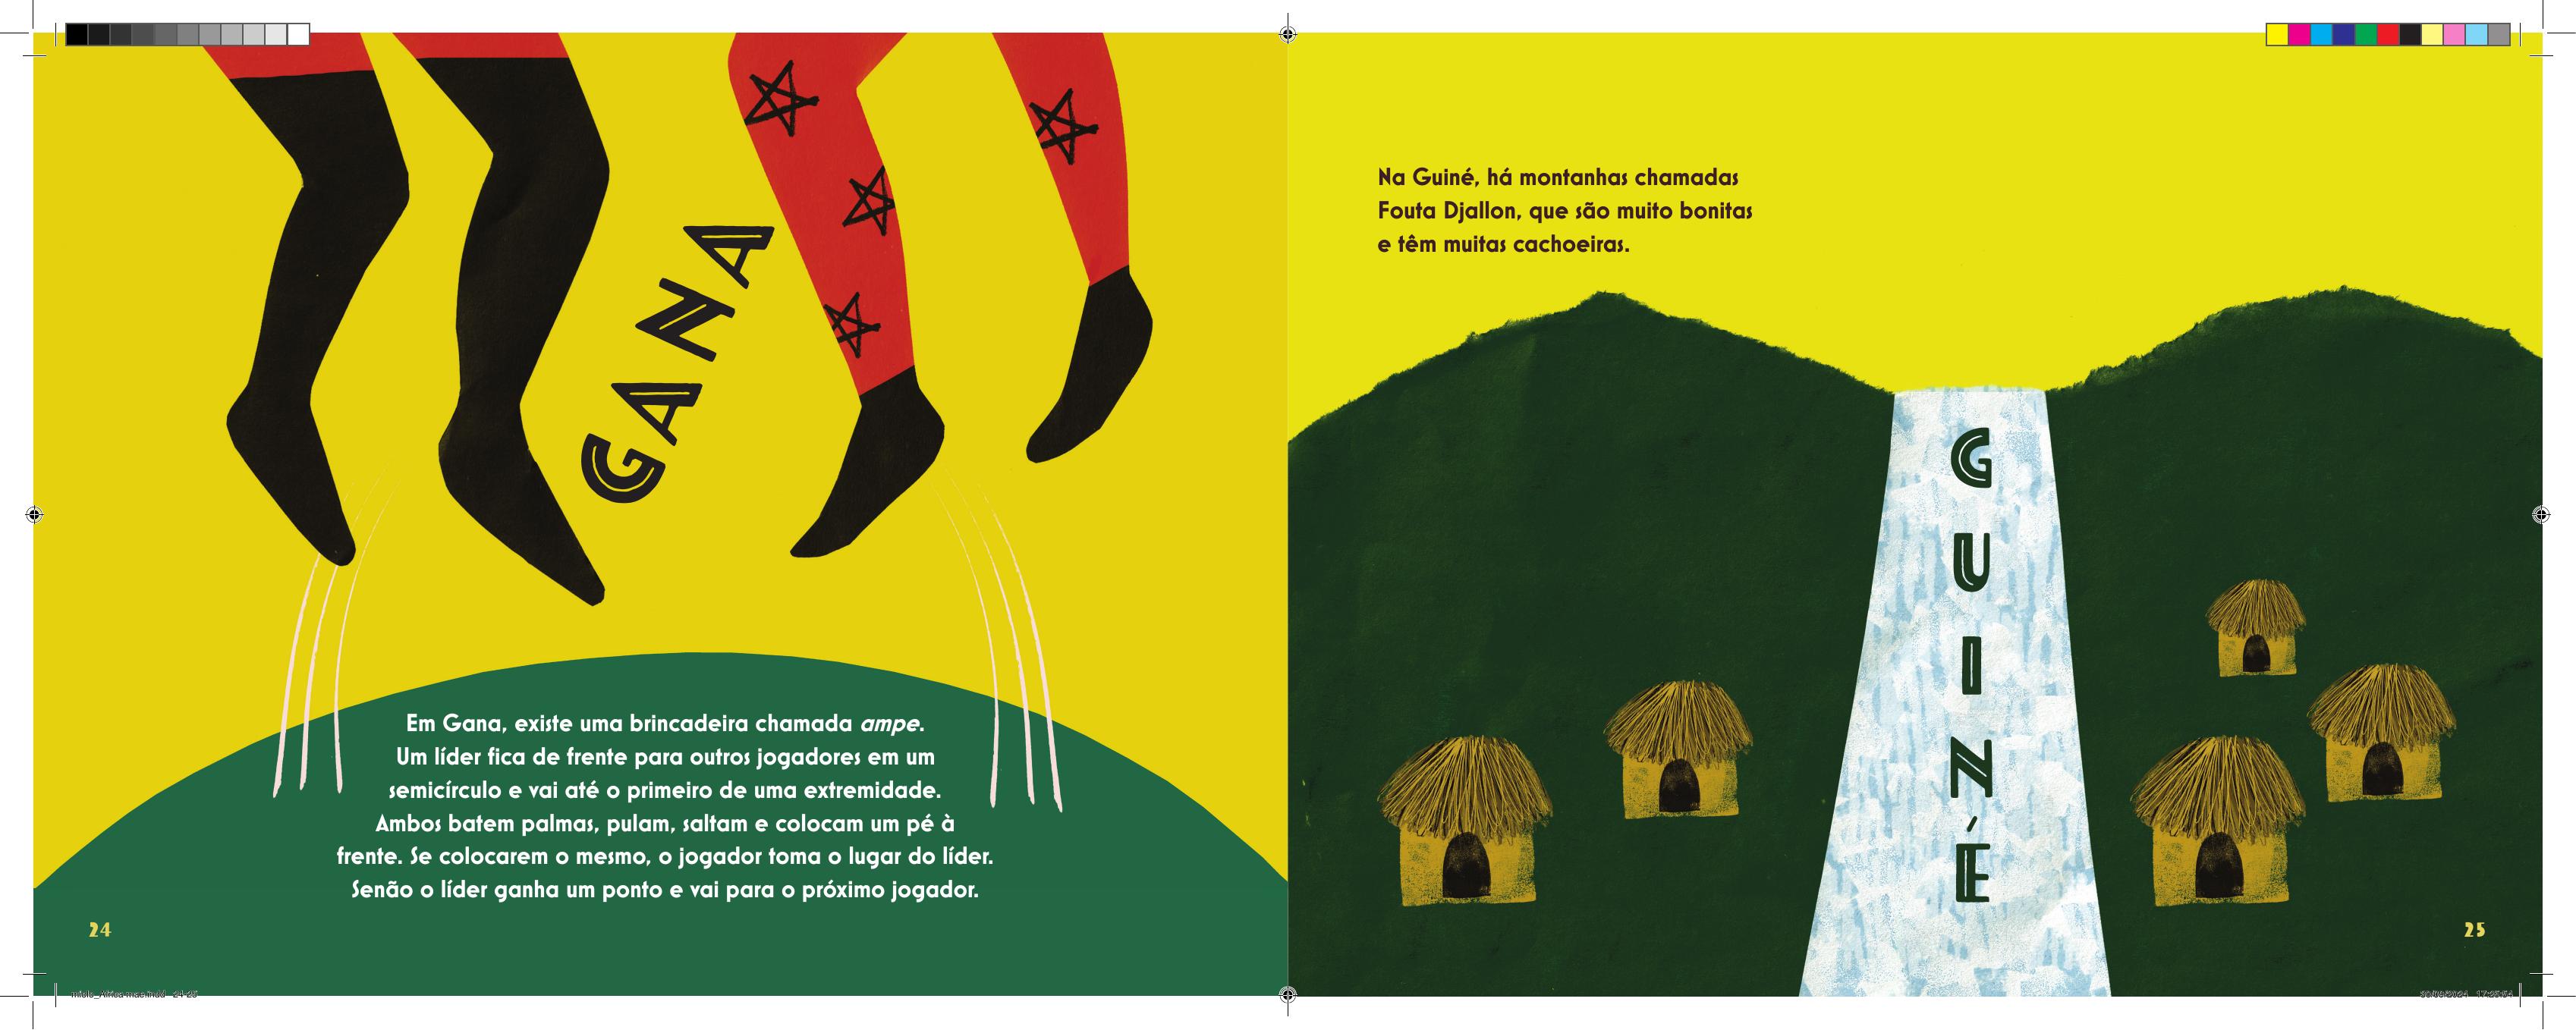 GANA
Em Gana, existe uma brincadeira chamada ampe.
Um líder fica de frente para outros jogadores em um
semicírculo e vai até o primeiro de uma extremidade.
Ambos batem palmas, pulam, saltam e colocam um pé à
frente. Se colocarem o mesmo, o jogador toma o lugar do líder.
Senão o líder ganha um ponto e vai para o próximo jogador.
24
Na Guiné, há montanhas chamadas
Fouta Djallon, que são muito bonitas
e têm muitas cachoeiras.
GUINÉ
25